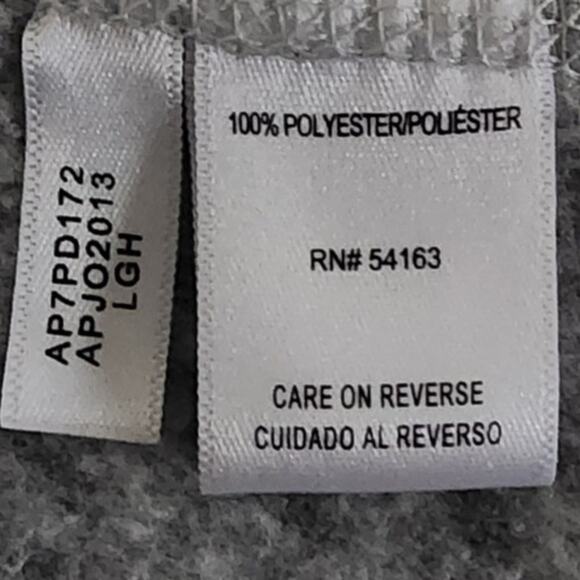 AP7PD172
APJO2013
LGH
100% POLYESTER/POLIÉSTER
RN# 54163
CARE ON REVERSE
CUIDADO AL REVERSO